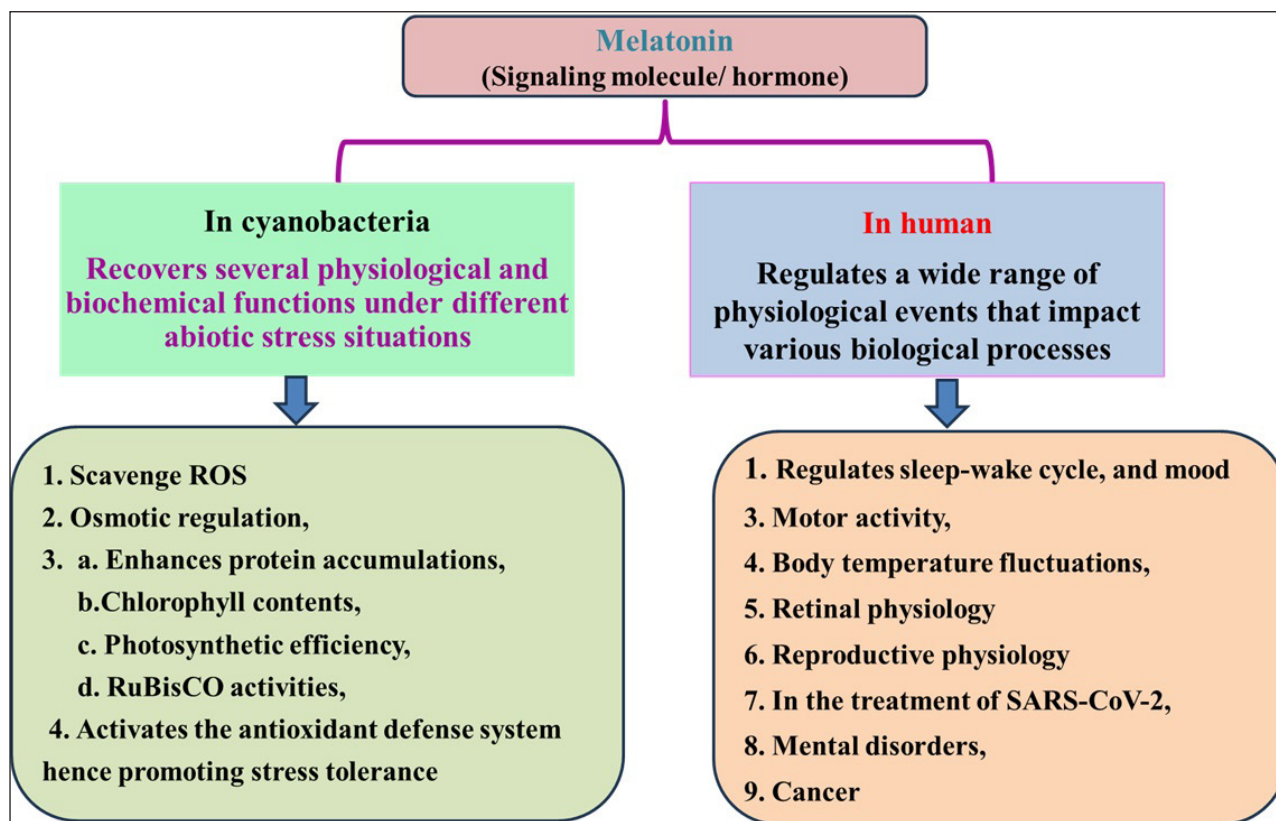 Melatonin
(Signaling molecule/ hormone)
In cyanobacteria
Recovers several physiological and
biochemical functions under different
abiotic stress situations
In human
Regulates a wide range of
physiological events that impact
various biological processes
1. Scavenge ROS
2. Osmotic regulation,
3. a. Enhances protein accumulations,
b.Chlorophyll contents,
c. Photosynthetic efficiency,
d. RuBisCO activities,
4. Activates the antioxidant defense system
hence promoting stress tolerance
1. Regulates sleep-wake cycle, and mood
3. Motor activity,
4. Body temperature fluctuations,
5. Retinal physiology
6. Reproductive physiology
7. In the treatment of SARS-CoV-2,
8. Mental disorders,
9. Cancer